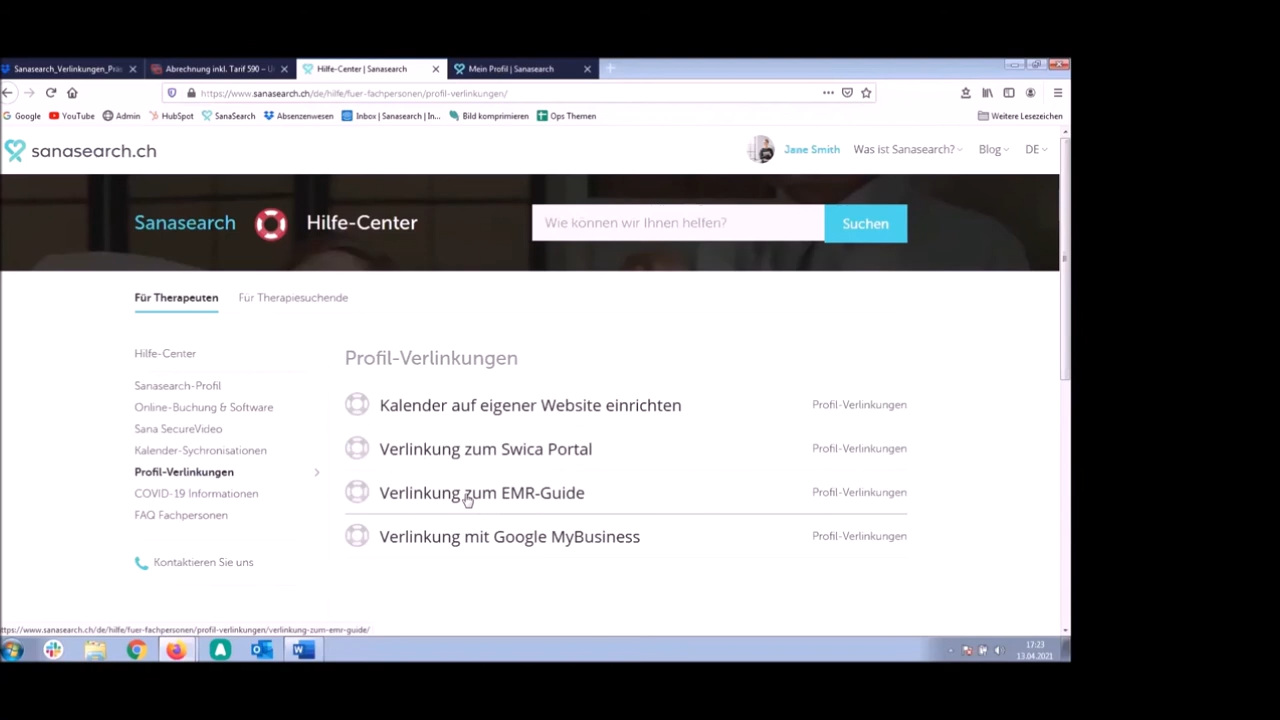 Sanasearch_Verlinkungen_Prä
Abrechnung inkl. Tarif 590 – U
Hilfe-Center | Sanasearch
Mein Profil | Sanasearch
https://www.sanasearch.ch/de/hilfe/fuer-fachpersonen/profil-verlinkungen/
Google
YouTube
Admin
HubSpot
SanaSearch
Absenzenwesen
Inbox | Sanasearch | In...
Bild komprimieren
Ops Themen
Weitere Lesezeichen
sanasearch.ch
Jane Smith
Was ist Sanasearch?
Blog
DE
Sanasearch
Hilfe-Center
Wie können wir Ihnen helfen?
Suchen
Für Therapeuten
Für Therapiesuchende
Hilfe-Center
Sanasearch-Profil
Online-Buchung & Software
Sana SecureVideo
Kalender-Sychronisationen
Profil-Verlinkungen
COVID-19 Informationen
FAQ Fachpersonen
Kontaktieren Sie uns
Profil-Verlinkungen
Kalender auf eigener Website einrichten
Profil-Verlinkungen
Verlinkung zum Swica Portal
Profil-Verlinkungen
Verlinkung zum EMR-Guide
Profil-Verlinkungen
Verlinkung mit Google MyBusiness
Profil-Verlinkungen
ttps://www.sanasearch.ch/de/hilfe/fuer-fachpersonen/profil-verlinkungen/verlinkung-zum-emr-guide/
17:23
13.04.2021